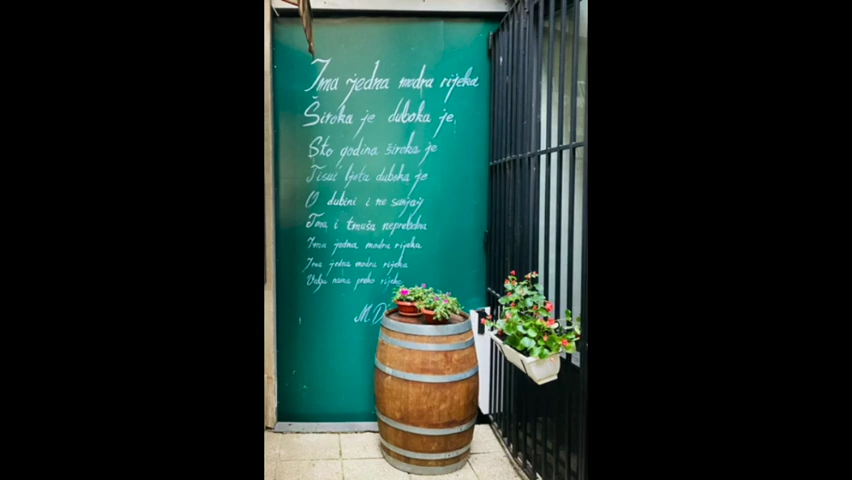 Ima jedna modra rijeka
Široka je duboka je,
Sto godina široka je
Tisuć ljeta duboka je
O dubini i ne sanjaj
Tma i tmuša neprebolna
Ima jedna modra rijeka
Ima jedna modra rijeka
Valja nama preko rijeke
M. D